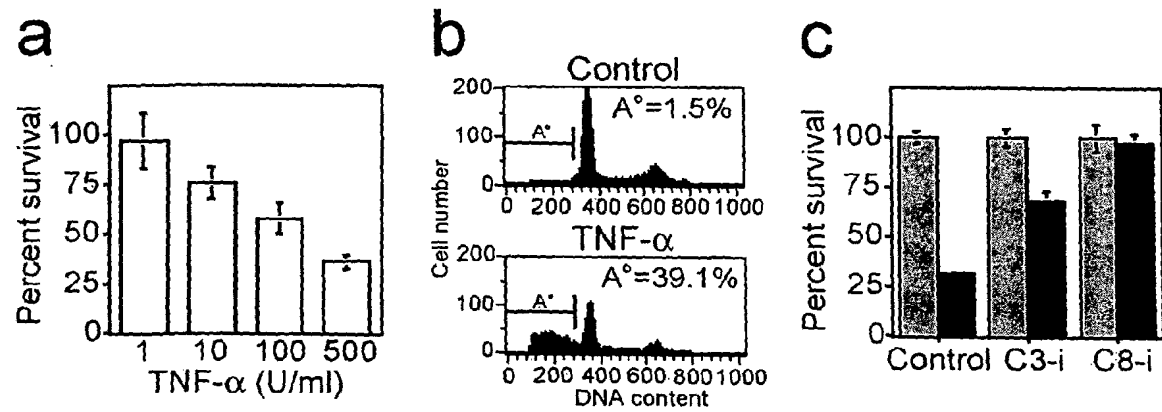 a
Percent survival
100
75
50
25
0
1 10 100 500
TNF-α (U/ml)
b
Control
Cell number
200
100
0
A°=1.5%
A°
0 200 400 600 800 1000
TNF-α
200
100
0
A°=39.1%
A°
0 200 400 600 800 1000
DNA content
c
Percent survival
100
75
50
25
0
Control C3-i C8-i